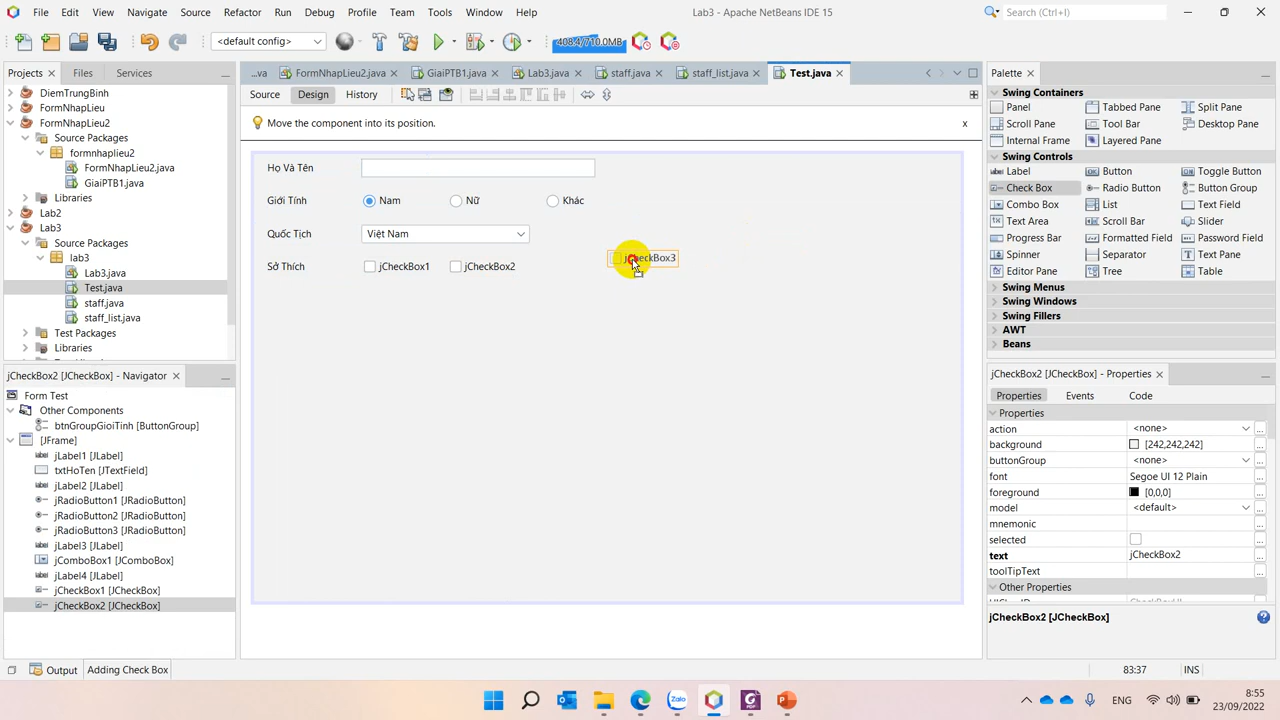 File Edit View Navigate Source Refactor Run Debug Profile Team Tools Window Help
Lab3 - Apache NetBeans IDE 15
Search (Ctrl+I)
<default config>
408.4/710.0MB
Projects Files Services
...va FormNhapLieu2.java GiaiPTB1.java Lab3.java staff.java staff_list.java Test.java
Source Design History
Move the component into its position.
x
DiemTrungBinh
FormNhapLieu
FormNhapLieu2
Source Packages
formnhaplieu2
FormNhapLieu2.java
GiaiPTB1.java
Libraries
Lab2
Lab3
Source Packages
lab3
Lab3.java
Test.java
staff.java
staff_list.java
Test Packages
Libraries
jCheckBox2 [JCheckBox] - Navigator
Form Test
Other Components
btnGroupGioiTinh [ButtonGroup]
[JFrame]
jLabel1 [JLabel]
txtHoTen [JTextField]
jLabel2 [JLabel]
jRadioButton1 [JRadioButton]
jRadioButton2 [JRadioButton]
jRadioButton3 [JRadioButton]
jLabel3 [JLabel]
jComboBox1 [JComboBox]
jLabel4 [JLabel]
jCheckBox1 [JCheckBox]
jCheckBox2 [JCheckBox]
Họ Và Tên
Giới Tính Nam Nữ Khác
Quốc Tịch Việt Nam
Sở Thích jCheckBox1 jCheckBox2 jCheckBox3
Palette
Swing Containers
Panel Tabbed Pane Split Pane
Scroll Pane Tool Bar Desktop Pane
Internal Frame Layered Pane
Swing Controls
Label Button Toggle Button
Check Box Radio Button Button Group
Combo Box List Text Field
Text Area Scroll Bar Slider
Progress Bar Formatted Field Password Field
Spinner Separator Text Pane
Editor Pane Tree Table
Swing Menus
Swing Windows
Swing Fillers
AWT
Beans
jCheckBox2 [JCheckBox] - Properties
Properties Events Code
Properties
action <none> ...
background [242,242,242] ...
buttonGroup <none> ...
font Segoe UI 12 Plain ...
foreground [0,0,0] ...
model <default> ...
mnemonic ...
selected ...
text jCheckBox2 ...
toolTipText ...
Other Properties
jCheckBox2 [JCheckBox]
Output Adding Check Box
83:37 INS
ENG
8:55
23/09/2022